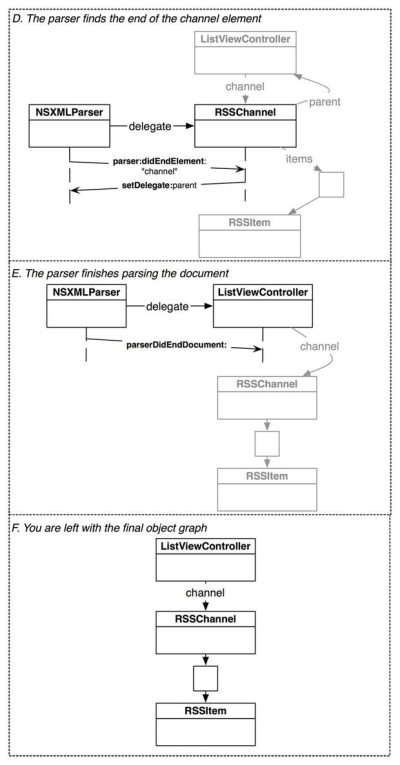 D. The parser finds the end of the channel element
ListViewController
channel
parent
NSXMLParser
delegate
RSSChannel
parser:didEndElement:
"channel"
setDelegate:parent
items
RSSItem
E. The parser finishes parsing the document
NSXMLParser
delegate
ListViewController
parserDidEndDocument:
channel
RSSChannel
RSSItem
F. You are left with the final object graph
ListViewController
channel
RSSChannel
RSSItem